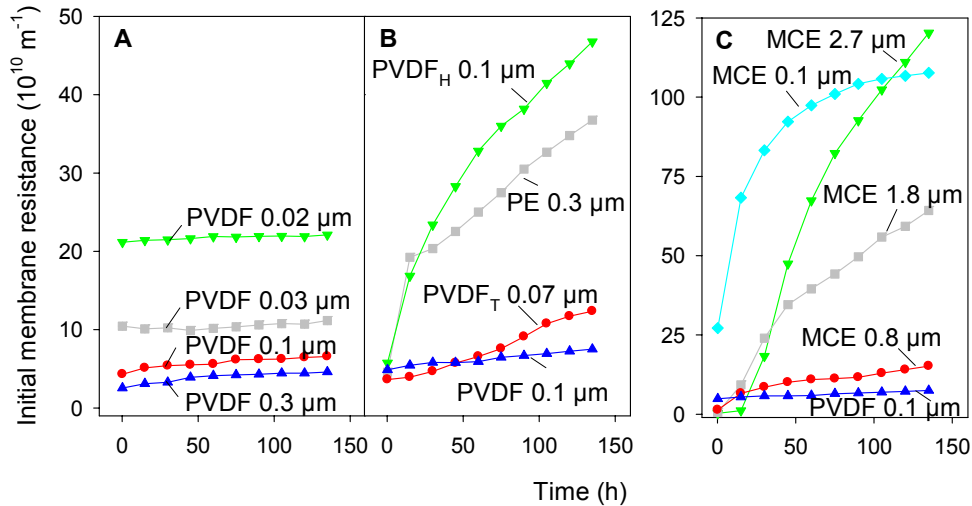 Initial membrane resistance (10¹⁰ m⁻¹)
50
40
30
20
10
0
A
PVDF 0.02 µm
PVDF 0.03 µm
PVDF 0.1 µm
PVDF 0.3 µm
0 50 100 150
B
PVDF_H 0.1 µm
PE 0.3 µm
PVDF_T 0.07 µm
PVDF 0.1 µm
0 50 100 150
125
100
75
50
25
0
C
MCE 2.7 µm
MCE 0.1 µm
MCE 1.8 µm
MCE 0.8 µm
PVDF 0.1 µm
0 50 100 150
Time (h)